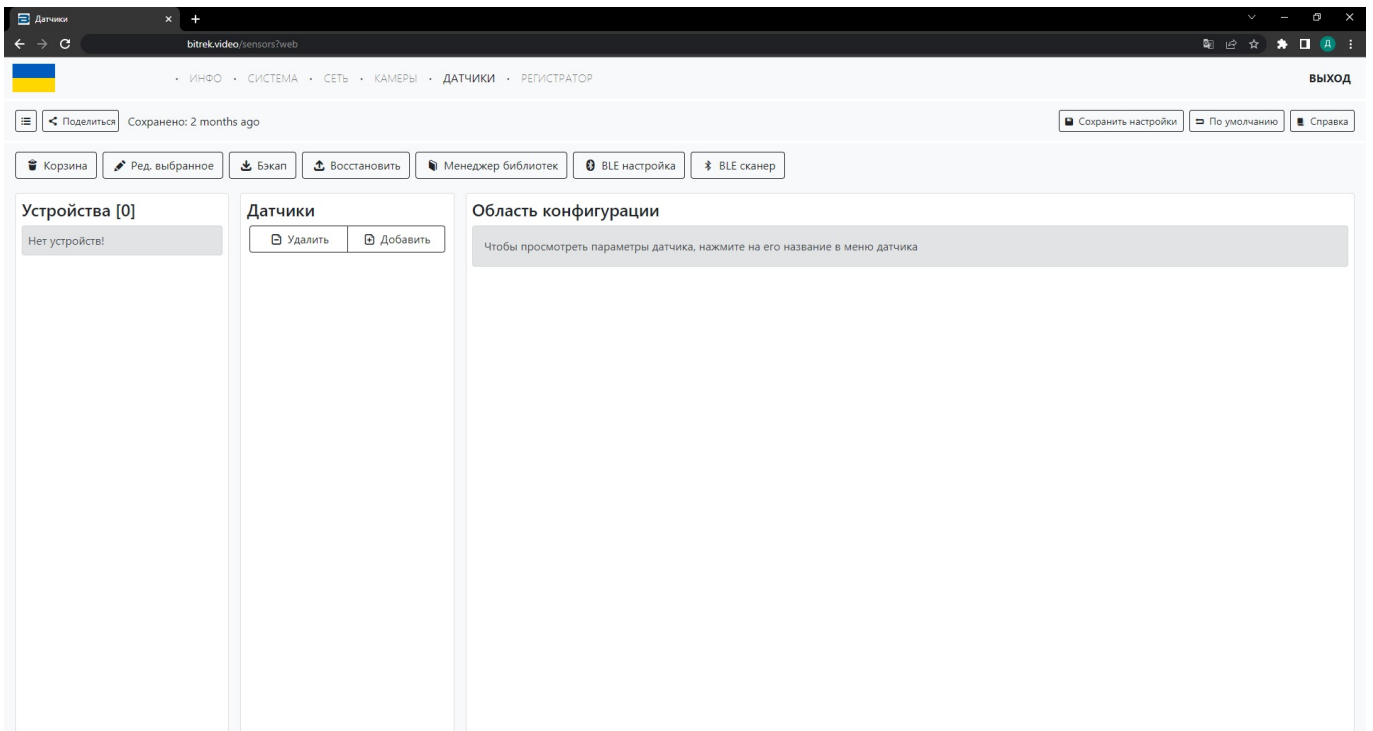 Датчики
bitrek.video/sensors?web
Д
• ИНФО • СИСТЕМА • СЕТЬ • КАМЕРЫ • ДАТЧИКИ • РЕГИСТРАТОР
ВЫХОД
Поделиться Сохранено: 2 months ago
Сохранить настройки По умолчанию Справка
Корзина Ред. выбранное Бэкап Восстановить Менеджер библиотек BLE настройка BLE сканер
Устройства [0]
Нет устройств!
Датчики
Удалить Добавить
Область конфигурации
Чтобы просмотреть параметры датчика, нажмите на его название в меню датчика